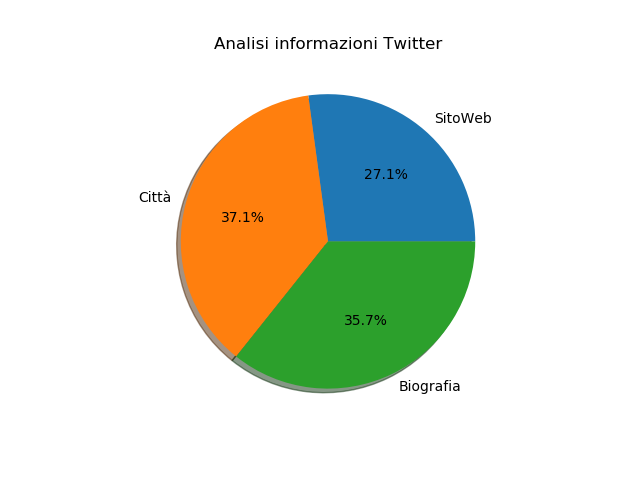 Analisi informazioni Twitter
SitoWeb
27.1%
Città
37.1%
35.7%
Biografia